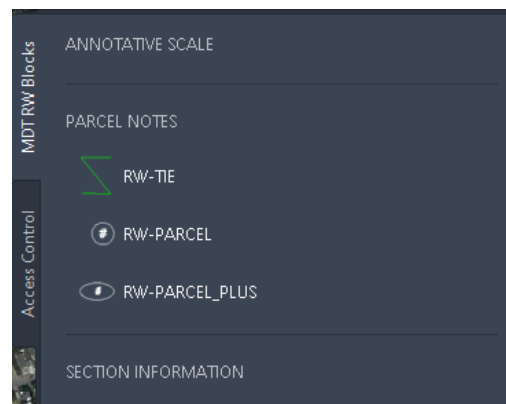 MDT RW Blocks
Access Control
ANNOTATIVE SCALE
PARCEL NOTES
RW-TIE
# RW-PARCEL
# RW-PARCEL_PLUS
SECTION INFORMATION